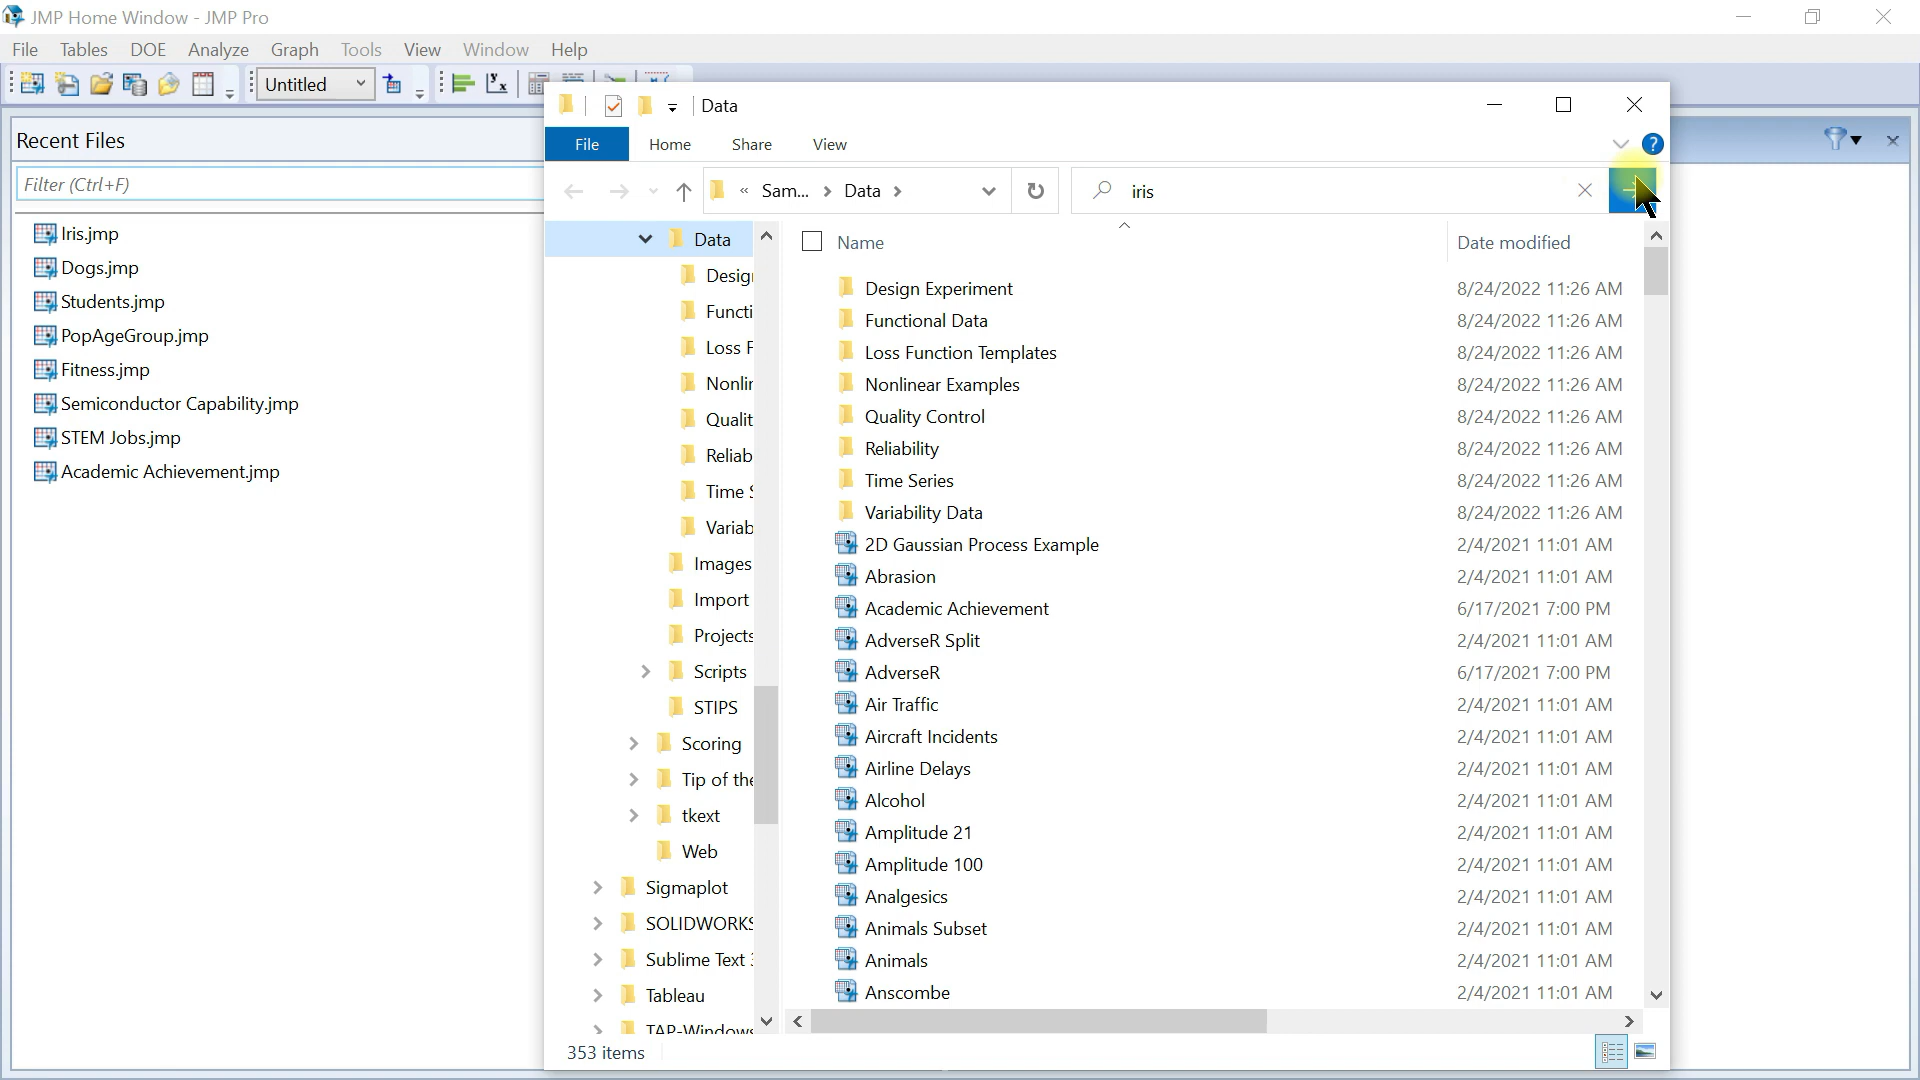 JMP Home Window - JMP Pro
File Tables DOE Analyze Graph Tools View Window Help
Untitled
Data
File Home Share View
?
« Sam... > Data >
iris
Recent Files
Filter (Ctrl+F)
Iris.jmp
Dogs.jmp
Students.jmp
PopAgeGroup.jmp
Fitness.jmp
Semiconductor Capability.jmp
STEM Jobs.jmp
Academic Achievement.jmp
Data
Desig
Functi
Loss F
Nonlin
Qualit
Reliab
Time S
Variab
Images
Import
Projects
Scripts
STIPS
Scoring
Tip of the
tkext
Web
Sigmaplot
SOLIDWORKS
Sublime Text 3
Tableau
TAP-Windows
Name Date modified
Design Experiment 8/24/2022 11:26 AM
Functional Data 8/24/2022 11:26 AM
Loss Function Templates 8/24/2022 11:26 AM
Nonlinear Examples 8/24/2022 11:26 AM
Quality Control 8/24/2022 11:26 AM
Reliability 8/24/2022 11:26 AM
Time Series 8/24/2022 11:26 AM
Variability Data 8/24/2022 11:26 AM
2D Gaussian Process Example 2/4/2021 11:01 AM
Abrasion 2/4/2021 11:01 AM
Academic Achievement 6/17/2021 7:00 PM
AdverseR Split 2/4/2021 11:01 AM
AdverseR 6/17/2021 7:00 PM
Air Traffic 2/4/2021 11:01 AM
Aircraft Incidents 2/4/2021 11:01 AM
Airline Delays 2/4/2021 11:01 AM
Alcohol 2/4/2021 11:01 AM
Amplitude 21 2/4/2021 11:01 AM
Amplitude 100 2/4/2021 11:01 AM
Analgesics 2/4/2021 11:01 AM
Animals Subset 2/4/2021 11:01 AM
Animals 2/4/2021 11:01 AM
Anscombe 2/4/2021 11:01 AM
353 items